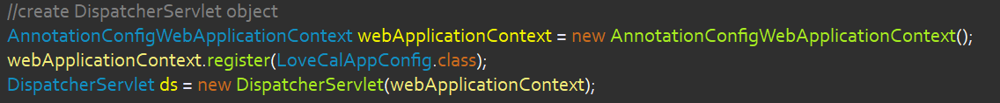 //create DispatcherServlet object
AnnotationConfigWebApplicationContext webApplicationContext = new AnnotationConfigWebApplicationContext();
webApplicationContext.register(LoveCalAppConfig.class);
DispatcherServlet ds = new DispatcherServlet(webApplicationContext);